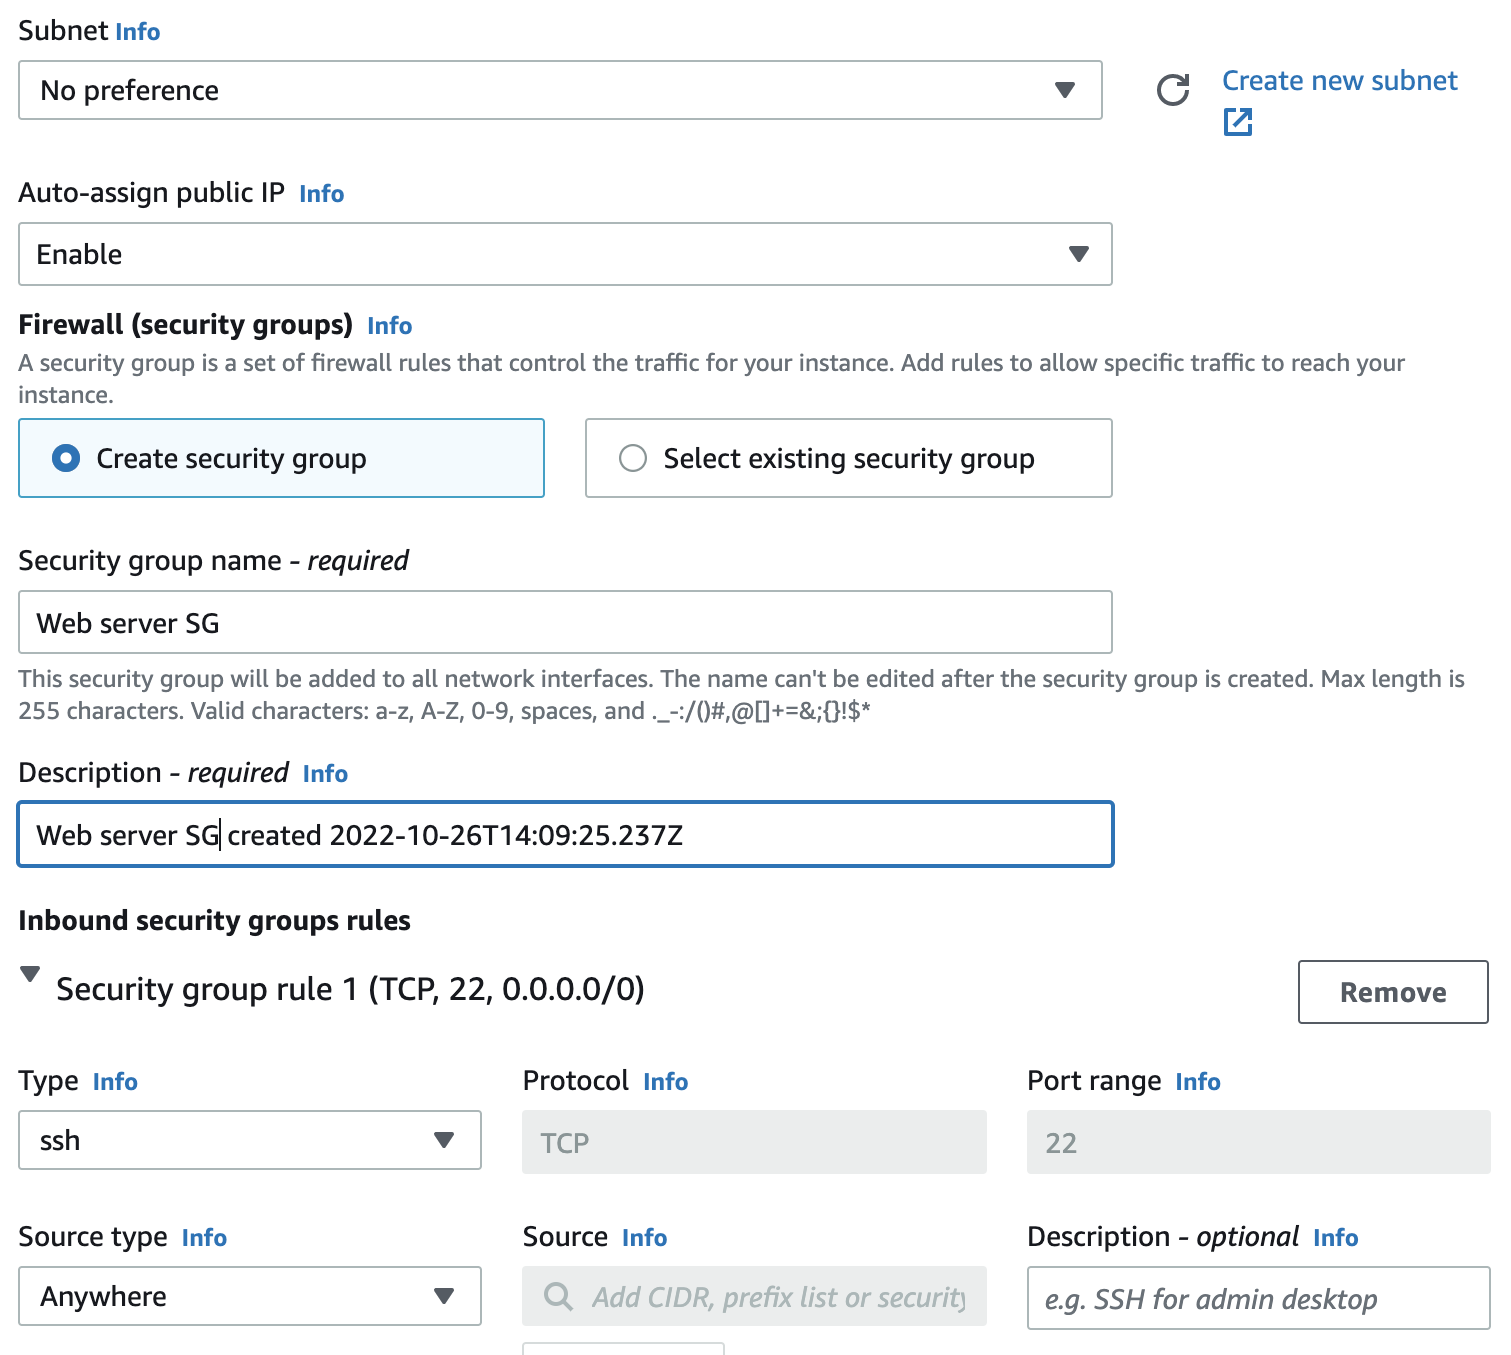 Subnet Info
No preference
Create new subnet
Auto-assign public IP Info
Enable
Firewall (security groups) Info
A security group is a set of firewall rules that control the traffic for your instance. Add rules to allow specific traffic to reach your
instance.
Create security group
Select existing security group
Security group name - required
Web server SG
This security group will be added to all network interfaces. The name can't be edited after the security group is created. Max length is
255 characters. Valid characters: a-z, A-Z, 0-9, spaces, and ._-:/()#,@[]+=&;{}!$*
Description - required Info
Web server SG created 2022-10-26T14:09:25.237Z
Inbound security groups rules
Security group rule 1 (TCP, 22, 0.0.0.0/0)
Remove
Type Info
Protocol Info
Port range Info
ssh
TCP
22
Source type Info
Source Info
Description - optional Info
Anywhere
Add CIDR, prefix list or security
e.g. SSH for admin desktop